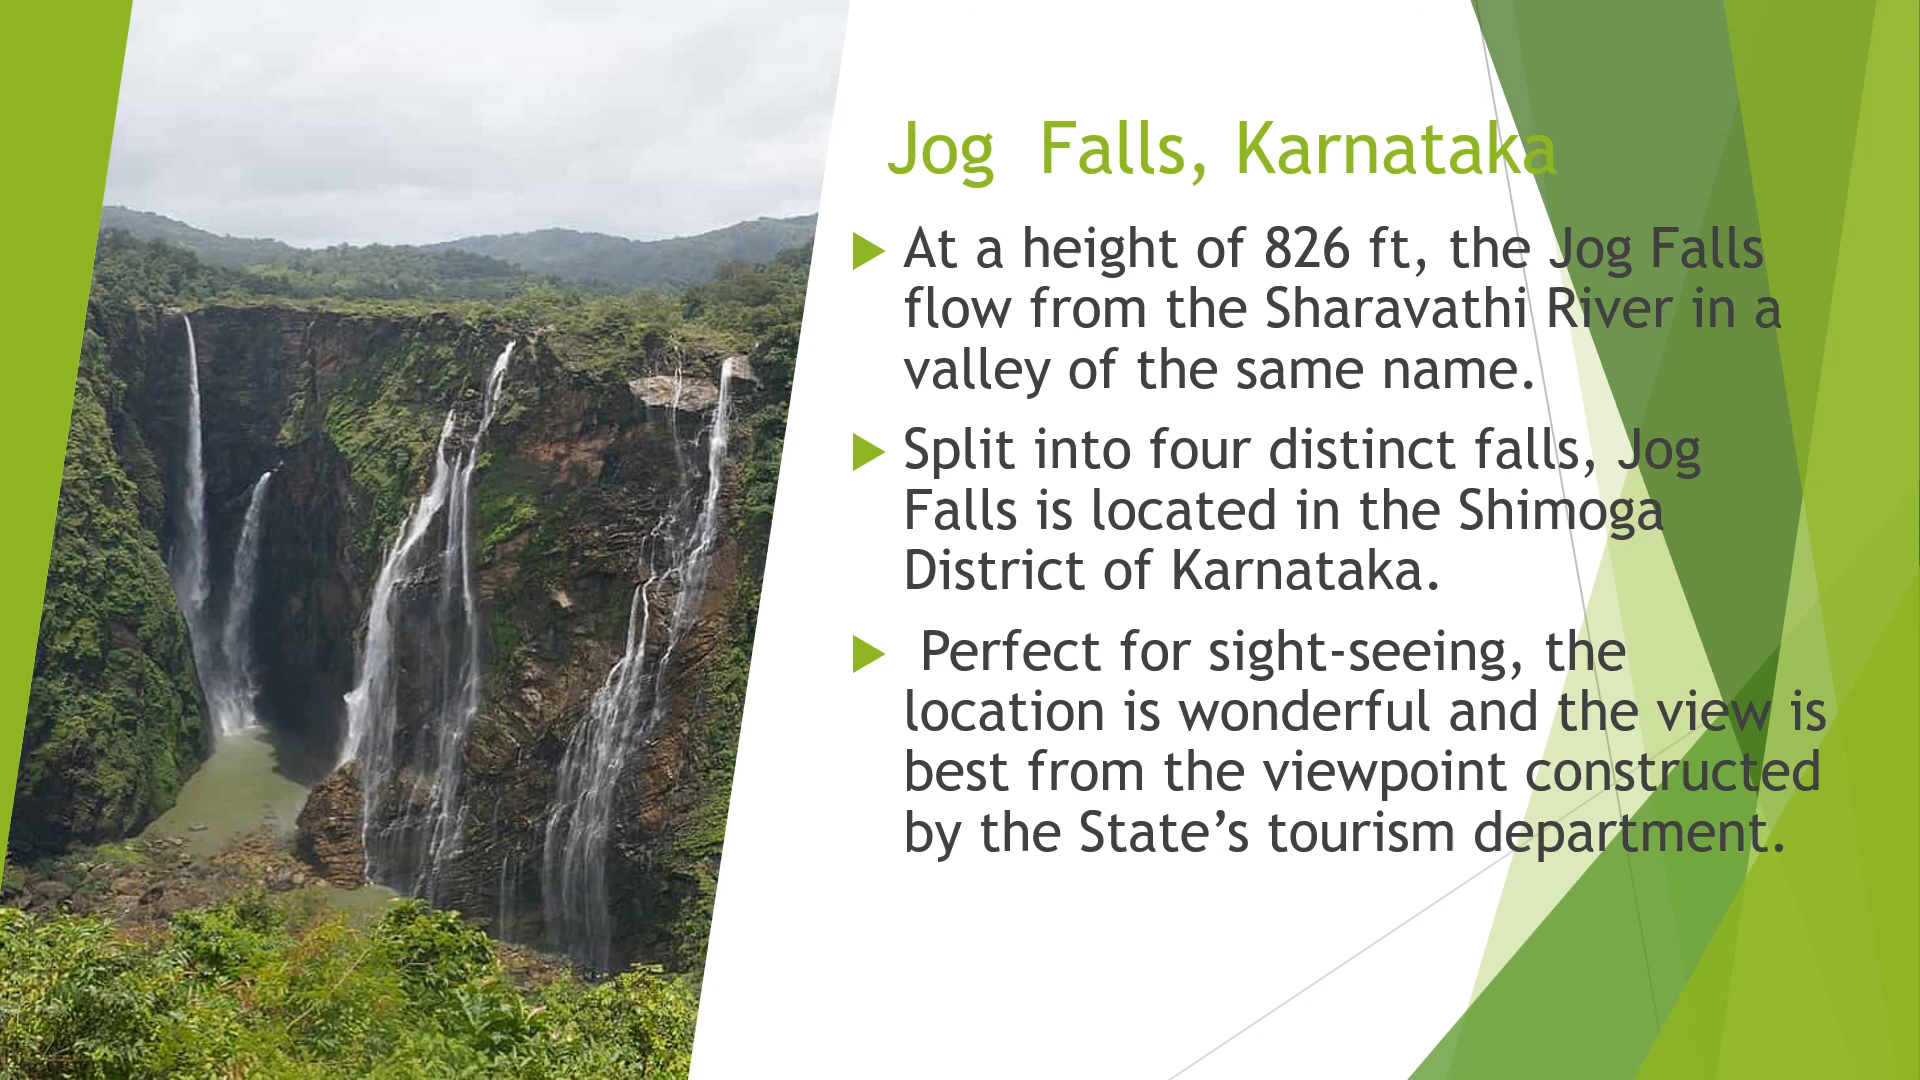 Jog  Falls, Karnataka
At a height of 826 ft, the Jog Falls
flow from the Sharavathi River in a
valley of the same name.
Split into four distinct falls, Jog
Falls is located in the Shimoga
District of Karnataka.
Perfect for sight-seeing, the
location is wonderful and the view is
best from the viewpoint constructed
by the State’s tourism department.